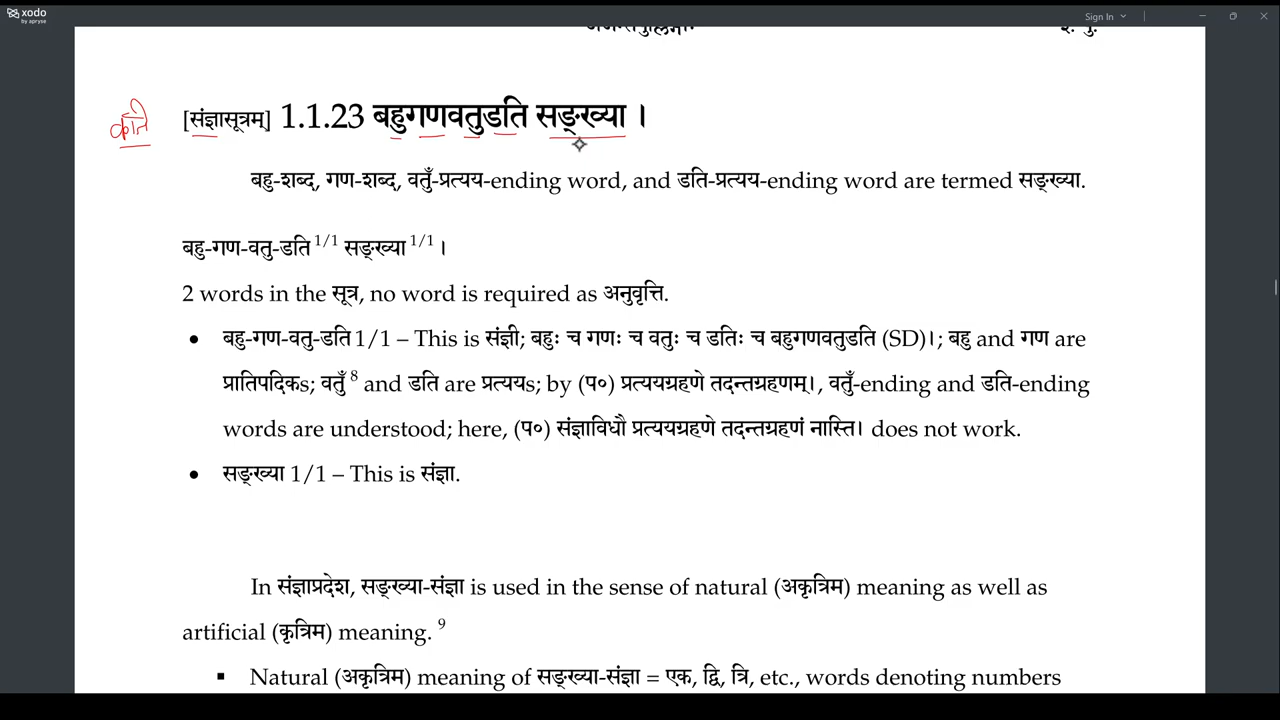 xodo
by apryse
Sign In
[संज्ञासूत्रम्] 1.1.23 बहुगणवतुडति सङ्ख्या ।
कति
बहु-शब्द, गण-शब्द, वतुँ-प्रत्यय-ending word, and डति-प्रत्यय-ending word are termed सङ्ख्या.
बहु-गण-वतु-डति 1/1 सङ्ख्या 1/1 ।
2 words in the सूत्र, no word is required as अनुवृत्ति.
• बहु-गण-वतु-डति 1/1 – This is संज्ञी; बहुः च गणः च वतुः च डतिः च बहुगणवतुडति (SD)।; बहु and गण are
प्रातिपदिकs; वतुँ 8 and डति are प्रत्ययs; by (प०) प्रत्ययग्रहणे तदन्तग्रहणम्।, वतुँ-ending and डति-ending
words are understood; here, (प०) संज्ञाविधौ प्रत्ययग्रहणे तदन्तग्रहणं नास्ति। does not work.
• सङ्ख्या 1/1 – This is संज्ञा.
In संज्ञाप्रदेश, सङ्ख्या-संज्ञा is used in the sense of natural (अकृत्रिम) meaning as well as
artificial (कृत्रिम) meaning. 9
▪ Natural (अकृत्रिम) meaning of सङ्ख्या-संज्ञा = एक, द्वि, त्रि, etc., words denoting numbers